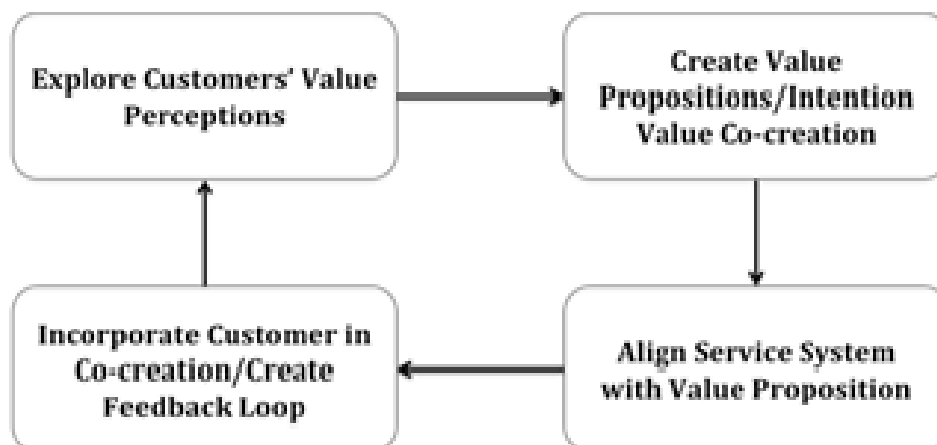 Explore Customers' Value
Perceptions
Create Value
Propositions/Intention
Value Co-creation
Incorporate Customer in
Co-creation/Create
Feedback Loop
Align Service System
with Value Proposition